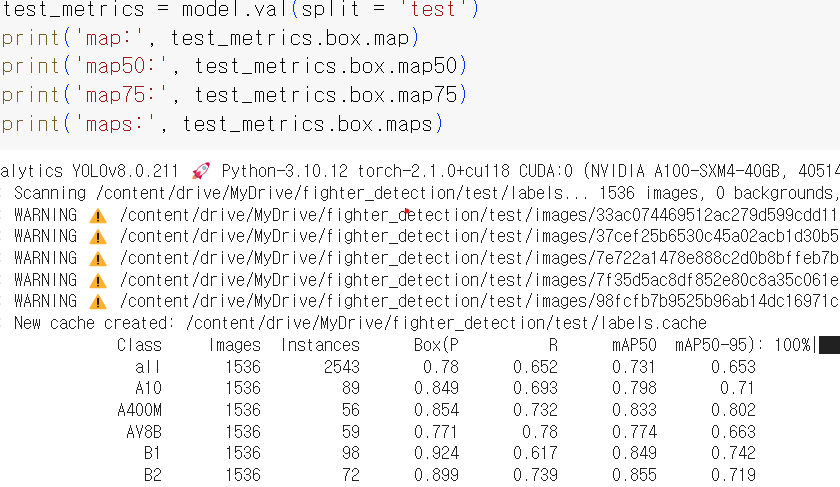 test_metrics = model.val(split = 'test')
print('map:', test_metrics.box.map)
print('map50:', test_metrics.box.map50)
print('map75:', test_metrics.box.map75)
print('maps:', test_metrics.box.maps)
alytics YOLOv8.0.211 🚀 Python-3.10.12 torch-2.1.0+cu118 CUDA:0 (NVIDIA A100-SXM4-40GB, 40514
: Scanning /content/drive/MyDrive/fighter_detection/test/labels... 1536 images, 0 backgrounds,
: WARNING ⚠️ /content/drive/MyDrive/fighter_detection/test/images/33ac074469512ac279d599cdd11
: WARNING ⚠️ /content/drive/MyDrive/fighter_detection/test/images/37cef25b6530c45a02acb1d30b5
: WARNING ⚠️ /content/drive/MyDrive/fighter_detection/test/images/7e722a1478e888c2d0b8bffeb7b
: WARNING ⚠️ /content/drive/MyDrive/fighter_detection/test/images/7f35d5ac8df852e80c8a35c061e
: WARNING ⚠️ /content/drive/MyDrive/fighter_detection/test/images/98fcfb7b9525b96ab14dc16971c
: New cache created: /content/drive/MyDrive/fighter_detection/test/labels.cache
Class Images Instances Box(P R mAP50 mAP50-95): 100%|
all 1536 2543 0.78 0.652 0.731 0.653
A10 1536 89 0.849 0.693 0.798 0.71
A400M 1536 56 0.854 0.732 0.833 0.802
AV8B 1536 59 0.771 0.78 0.774 0.663
B1 1536 98 0.924 0.617 0.849 0.742
B2 1536 72 0.899 0.739 0.855 0.719